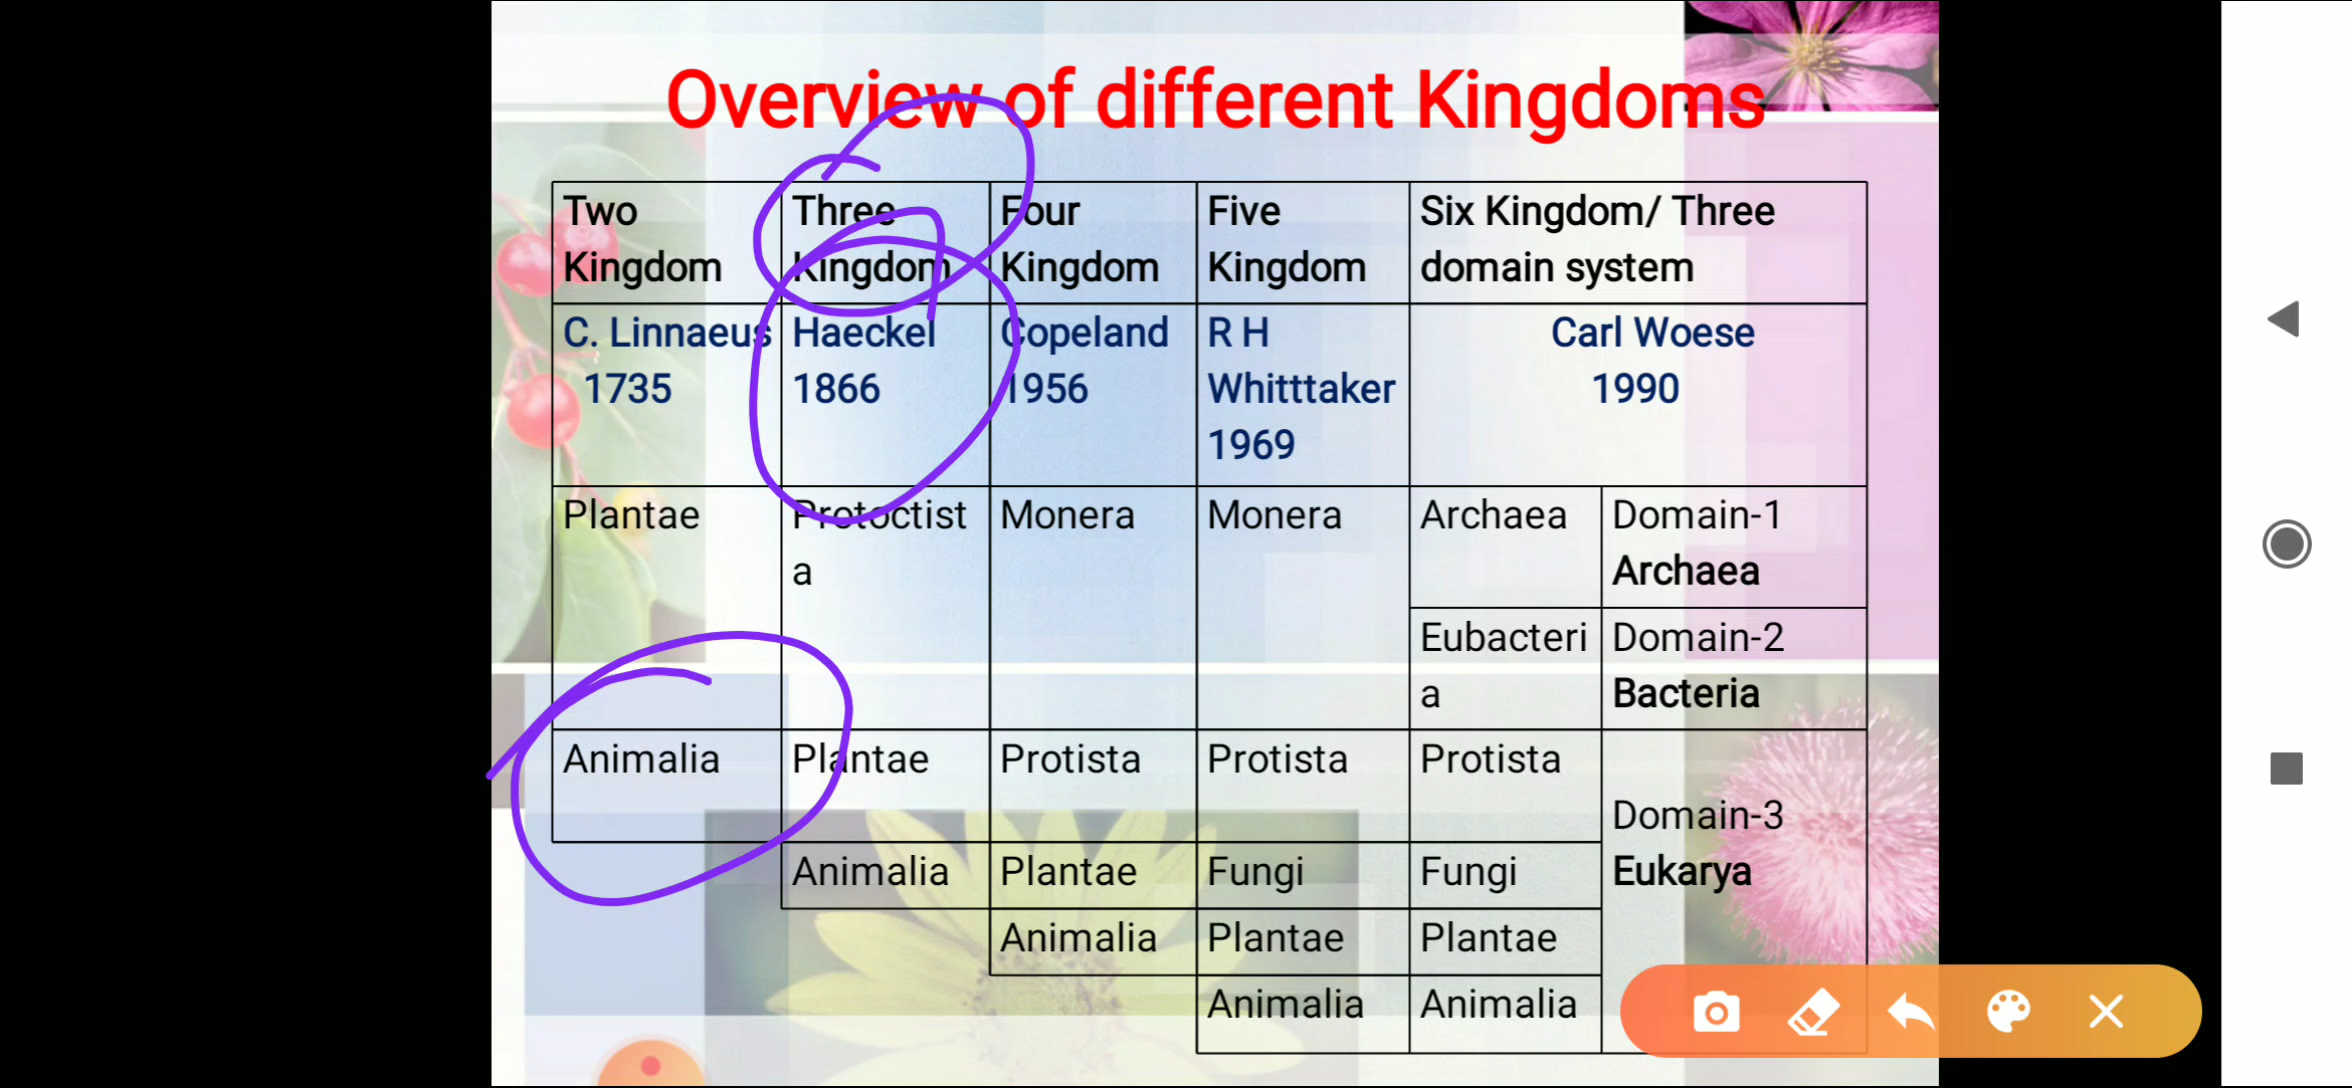 Overview of different Kingdoms
Two Kingdom
Three Kingdom
Four Kingdom
Five Kingdom
Six Kingdom/ Three domain system
C. Linnaeus
1735
Haeckel
1866
Copeland
1956
R H
Whitttaker
1969
Carl Woese
1990
Plantae
Protoctist
a
Monera
Monera
Archaea
Domain-1
Archaea
Eubacteri
a
Domain-2
Bacteria
Animalia
Plantae
Protista
Protista
Protista
Domain-3
Eukarya
Animalia
Plantae
Fungi
Fungi
Animalia
Plantae
Plantae
Animalia
Animalia